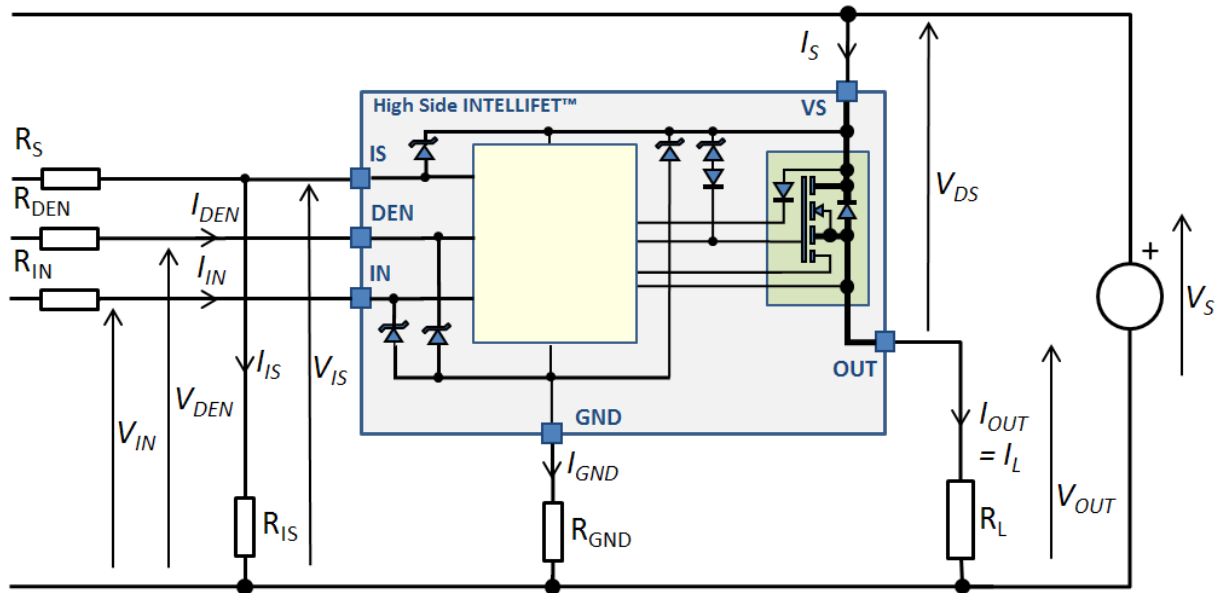 I_S
High Side INTELLIFET™
VS
R_S
IS
R_DEN
I_DEN
DEN
V_DS
R_IN
I_IN
IN
+
V_S
I_IS
V_IS
OUT
V_DEN
GND
V_IN
I_OUT
= I_L
I_GND
V_OUT
R_IS
R_GND
R_L